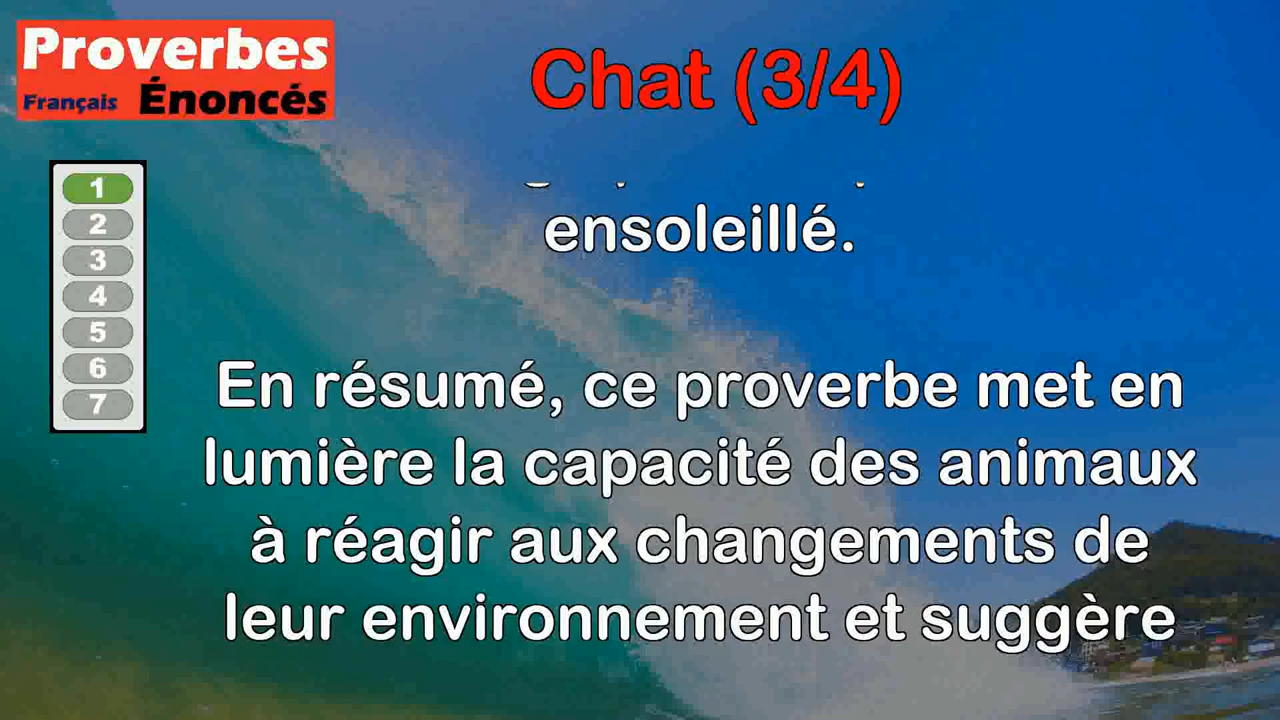 Proverbes
Français Énoncés
Chat (3/4)
1
2
3
4
5
6
7
ensoleillé.
En résumé, ce proverbe met en
lumière la capacité des animaux
à réagir aux changements de
leur environnement et suggère